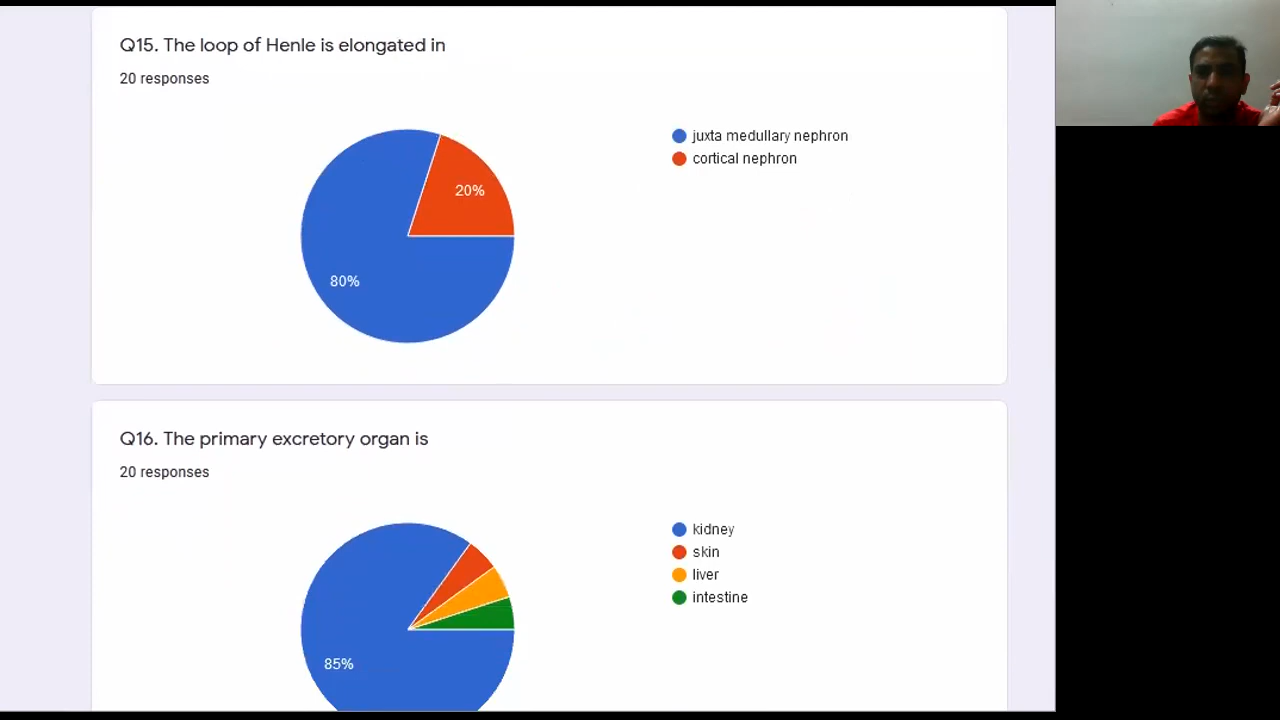 Q15. The loop of Henle is elongated in
20 responses
juxta medullary nephron
cortical nephron
20%
80%
Q16. The primary excretory organ is
20 responses
kidney
skin
liver
intestine
85%